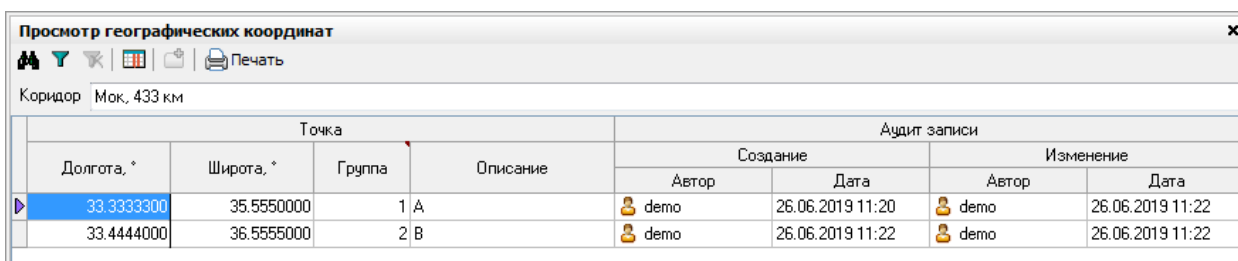 Просмотр географических координат
Печать
Коридор Мок, 433 км
Точка Аудит записи
Долгота, ° Широта, ° Группа Описание Создание Изменение
Автор Дата Автор Дата
33.3333300 35.5550000 1 А demo 26.06.2019 11:20 demo 26.06.2019 11:22
33.4444000 36.5555000 2 В demo 26.06.2019 11:22 demo 26.06.2019 11:22